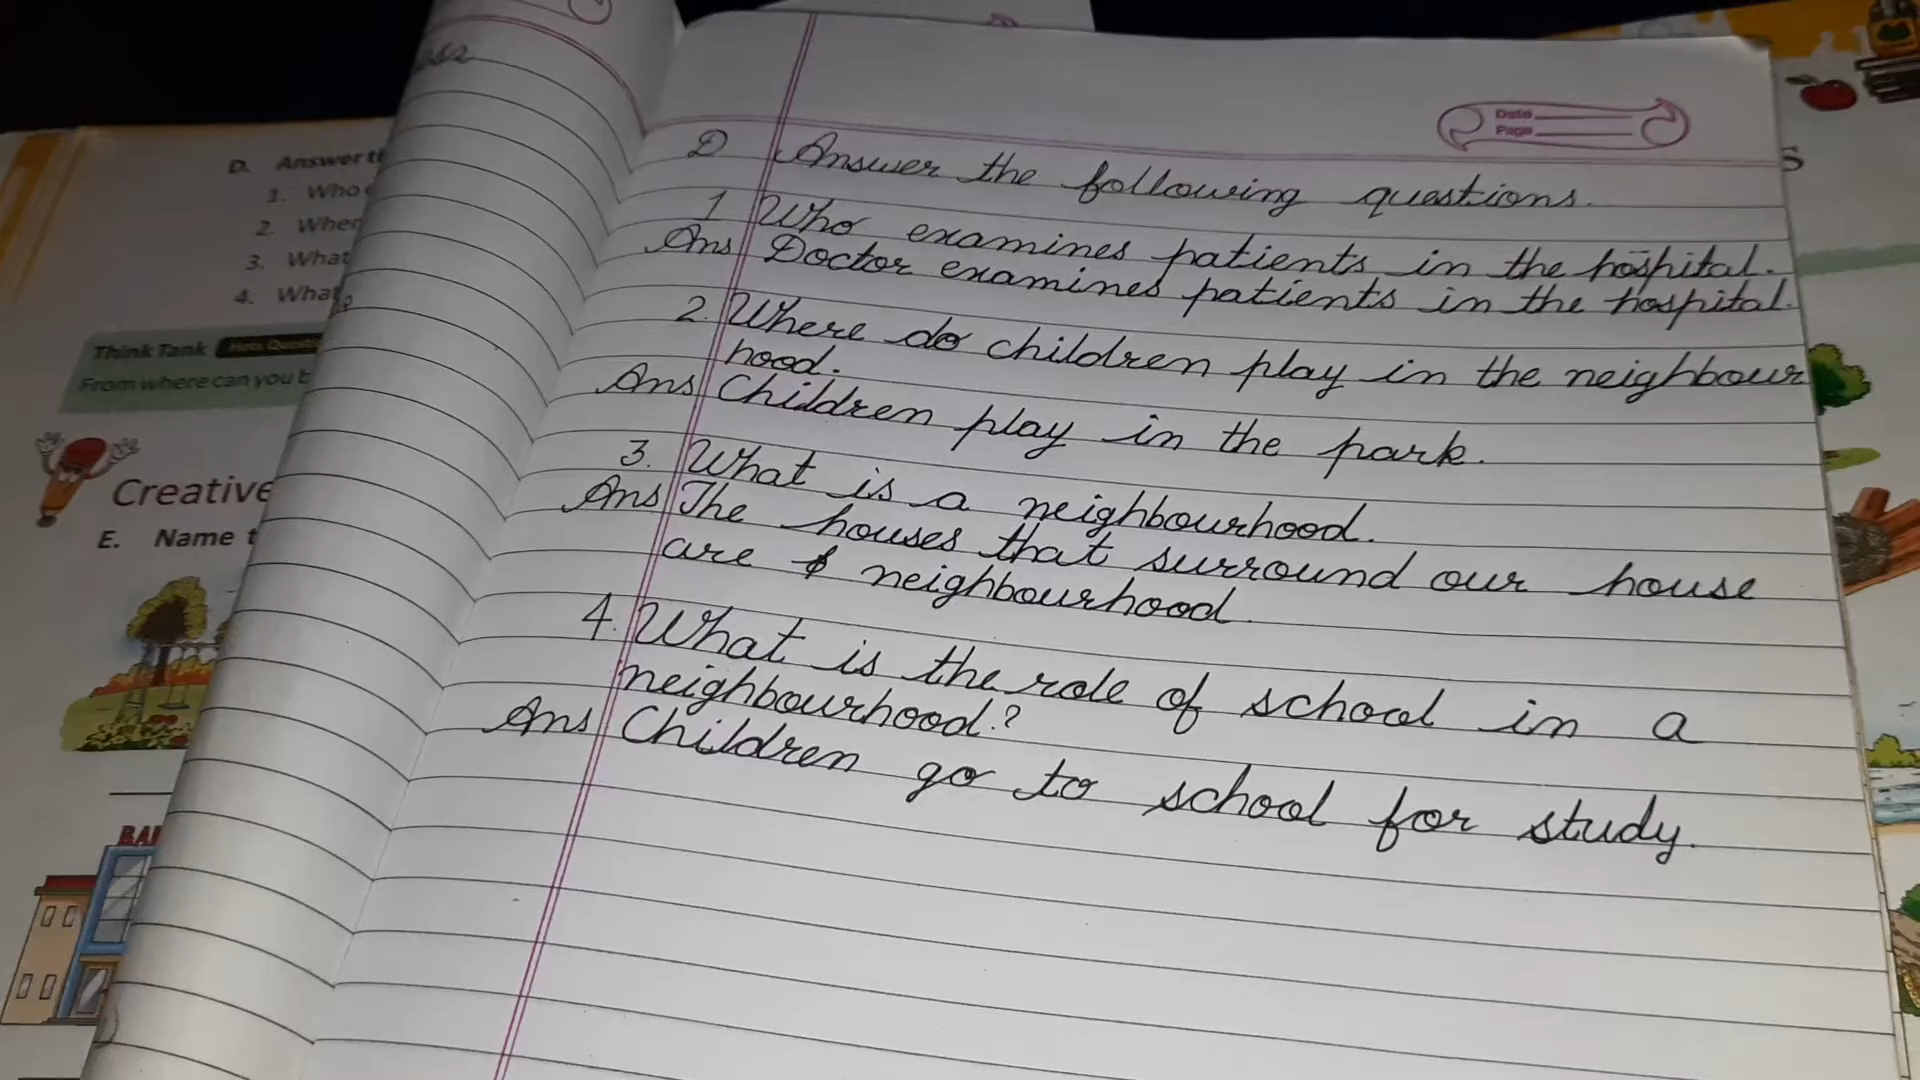 D. Answer th
1. Who
2. Wher
3. What
4. What
Think Tank Hots Questi
From where can you b
Creative
E. Name t
BA
Date
Page
D Answer the following questions.
1 Who examines patients in the hospital.
Ans Doctor examines patients in the hospital.
2. Where do children play in the neighbour
hood.
Ans Children play in the park.
3. What is a neighbourhood.
Ans The houses that surround our house
are neighbourhood.
4. What is the role of school in a
neighbourhood.?
Ans Children go to school for study.